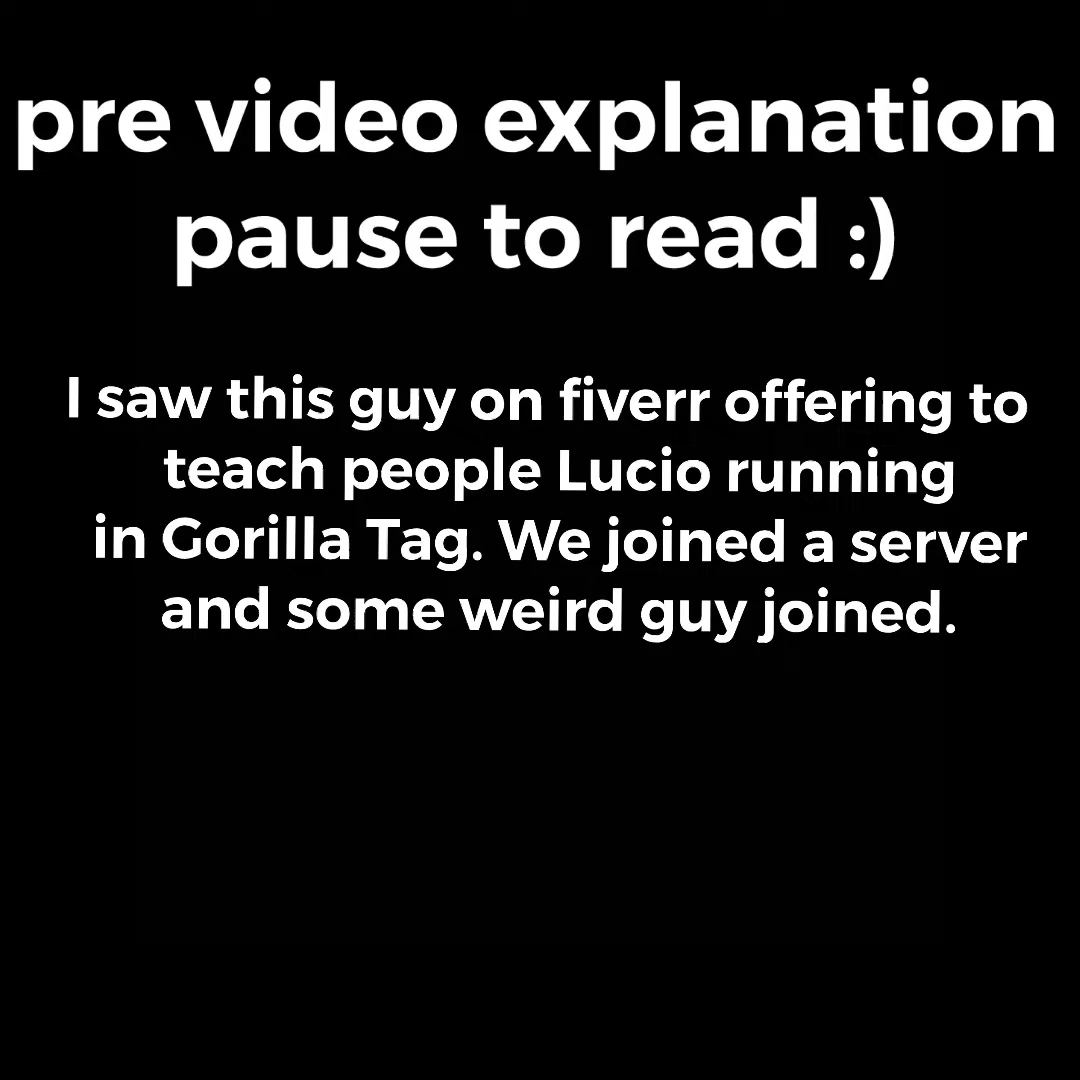 pre video explanation
pause to read :)
I saw this guy on fiverr offering to
teach people Lucio running
in Gorilla Tag. We joined a server
and some weird guy joined.